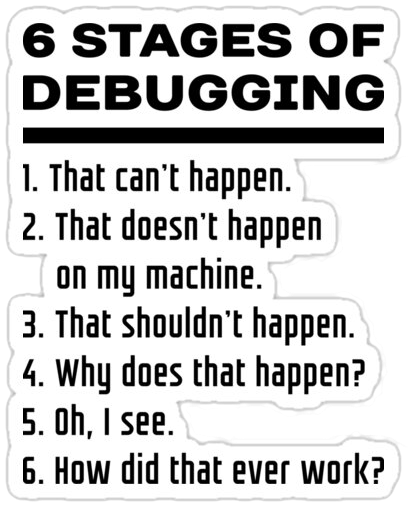 6 STAGES OF
DEBUGGING
1. That can't happen.
2. That doesn't happen
on my machine.
3. That shouldn't happen.
4. Why does that happen?
5. Oh, I see.
6. How did that ever work?